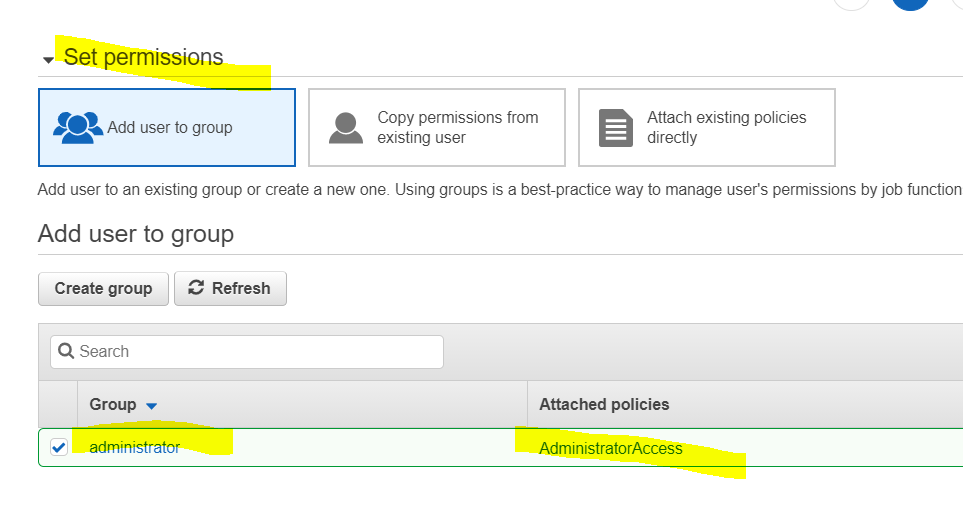 Set permissions
Add user to group
Copy permissions from
existing user
Attach existing policies
directly
Add user to an existing group or create a new one. Using groups is a best-practice way to manage user's permissions by job function
Add user to group
Create group
Refresh
Search
Group
Attached policies
administrator
AdministratorAccess